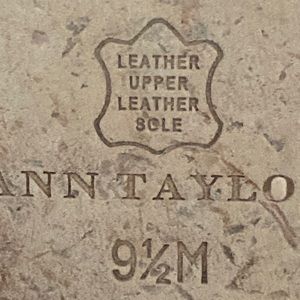 LEATHER
UPPER
LEATHER
SOLE
ANN TAYLO
9½M